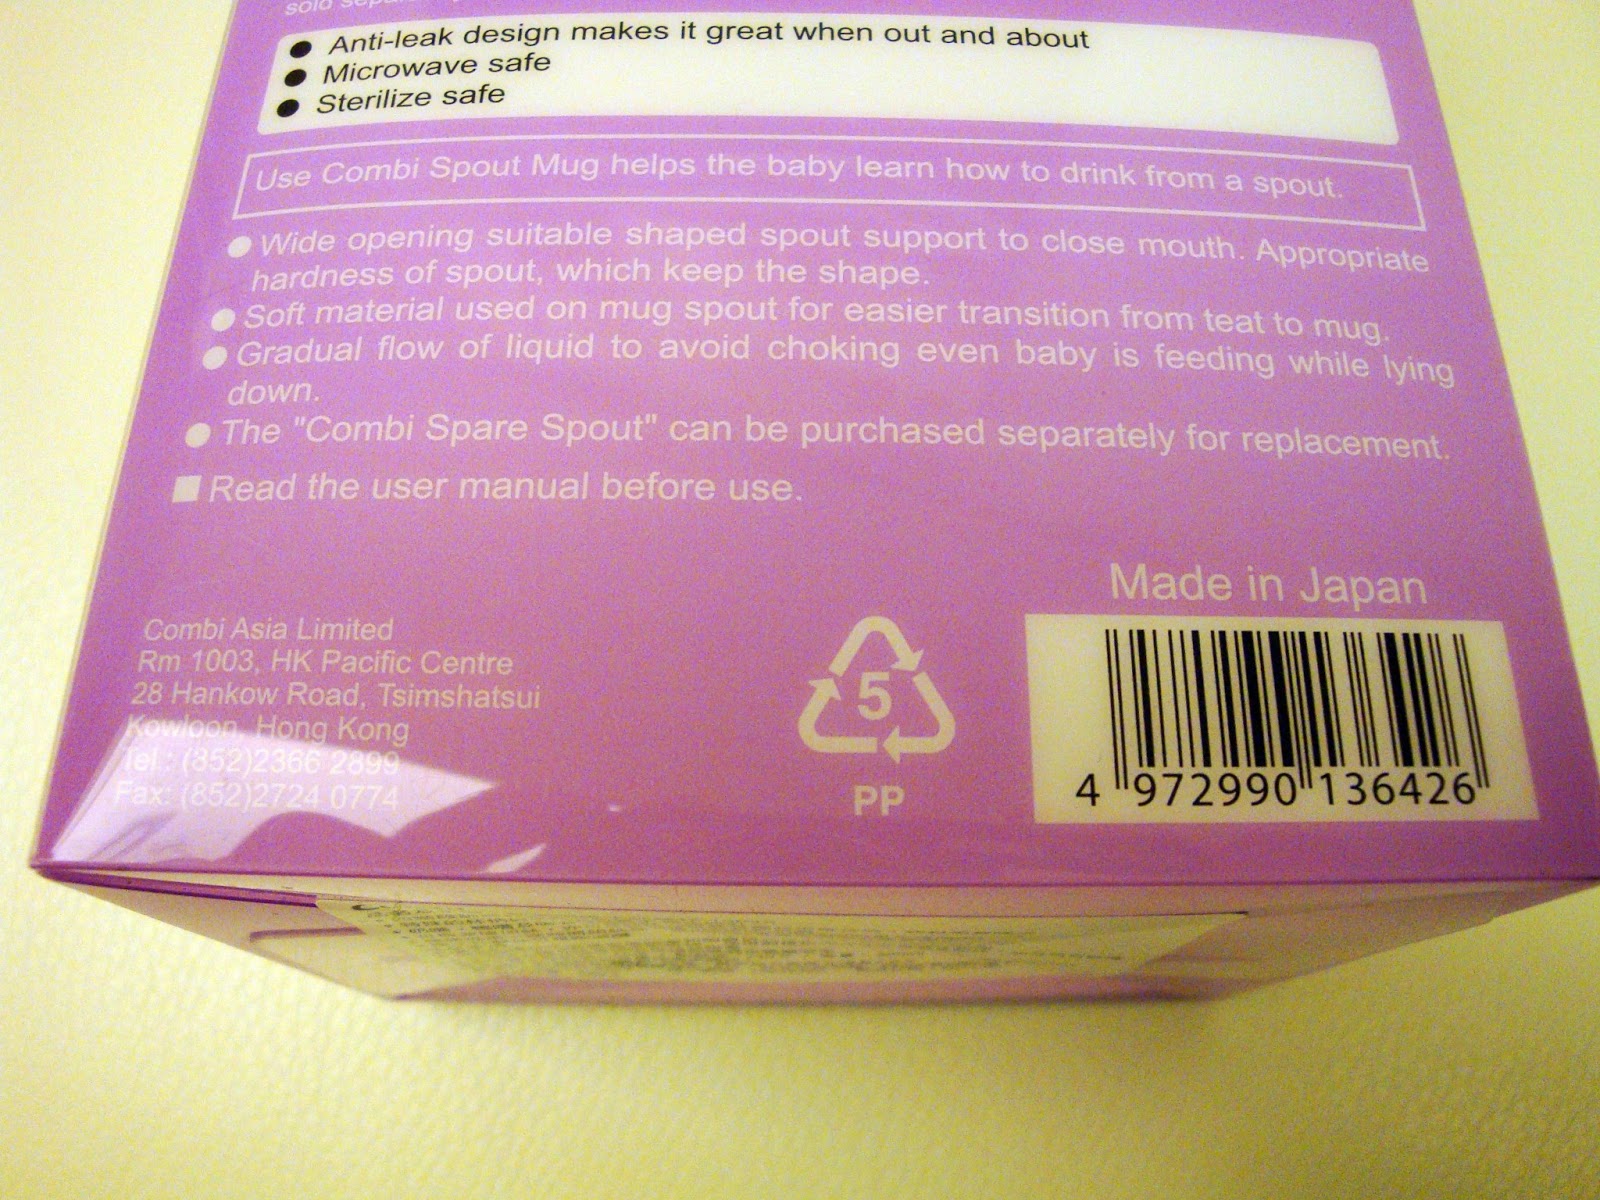 sold
● Anti-leak design makes it great when out and about
● Microwave safe
● Sterilize safe
Use Combi Spout Mug helps the baby learn how to drink from a spout.
● Wide opening suitable shaped spout support to close mouth. Appropriate
hardness of spout, which keep the shape.
● Soft material used on mug spout for easier transition from teat to mug.
● Gradual flow of liquid to avoid choking even baby is feeding while lying
down.
● The "Combi Spare Spout" can be purchased separately for replacement.
■ Read the user manual before use.
Combi Asia Limited
Rm 1003, HK Pacific Centre
28 Hankow Road, Tsimshatsui
Kowloon, Hong Kong
Tel.: (852)2366 2899
Fax: (852)2724 0774
5
PP
Made in Japan
4 972990 136426